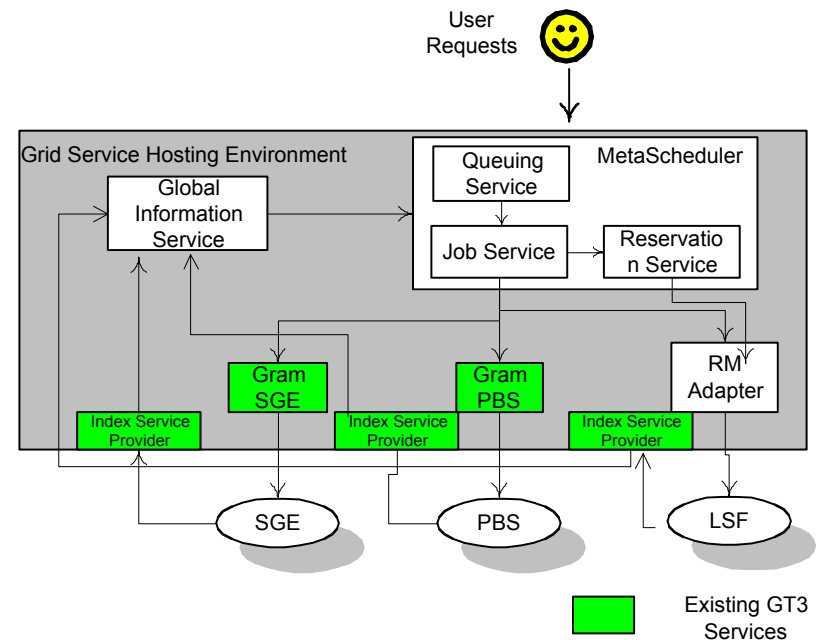 User
Requests
Grid Service Hosting Environment
MetaScheduler
Queuing
Service
Global
Information
Service
Job Service
Reservatio
n Service
Gram
SGE
Gram
PBS
RM
Adapter
Index Service
Provider
Index Service
Provider
Index Service
Provider
SGE
PBS
LSF
Existing GT3
Services